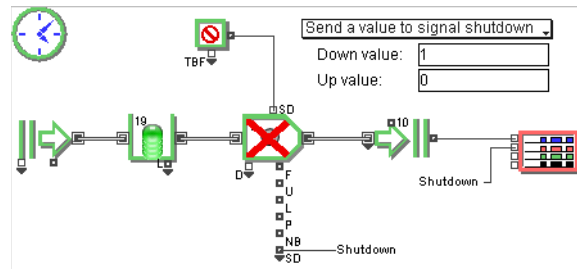 Send a value to signal shutdown
Down value: 1
Up value: 0
TBF
SD
19
L
D
F
U
L
P
NB
SD
10
Shutdown
Shutdown